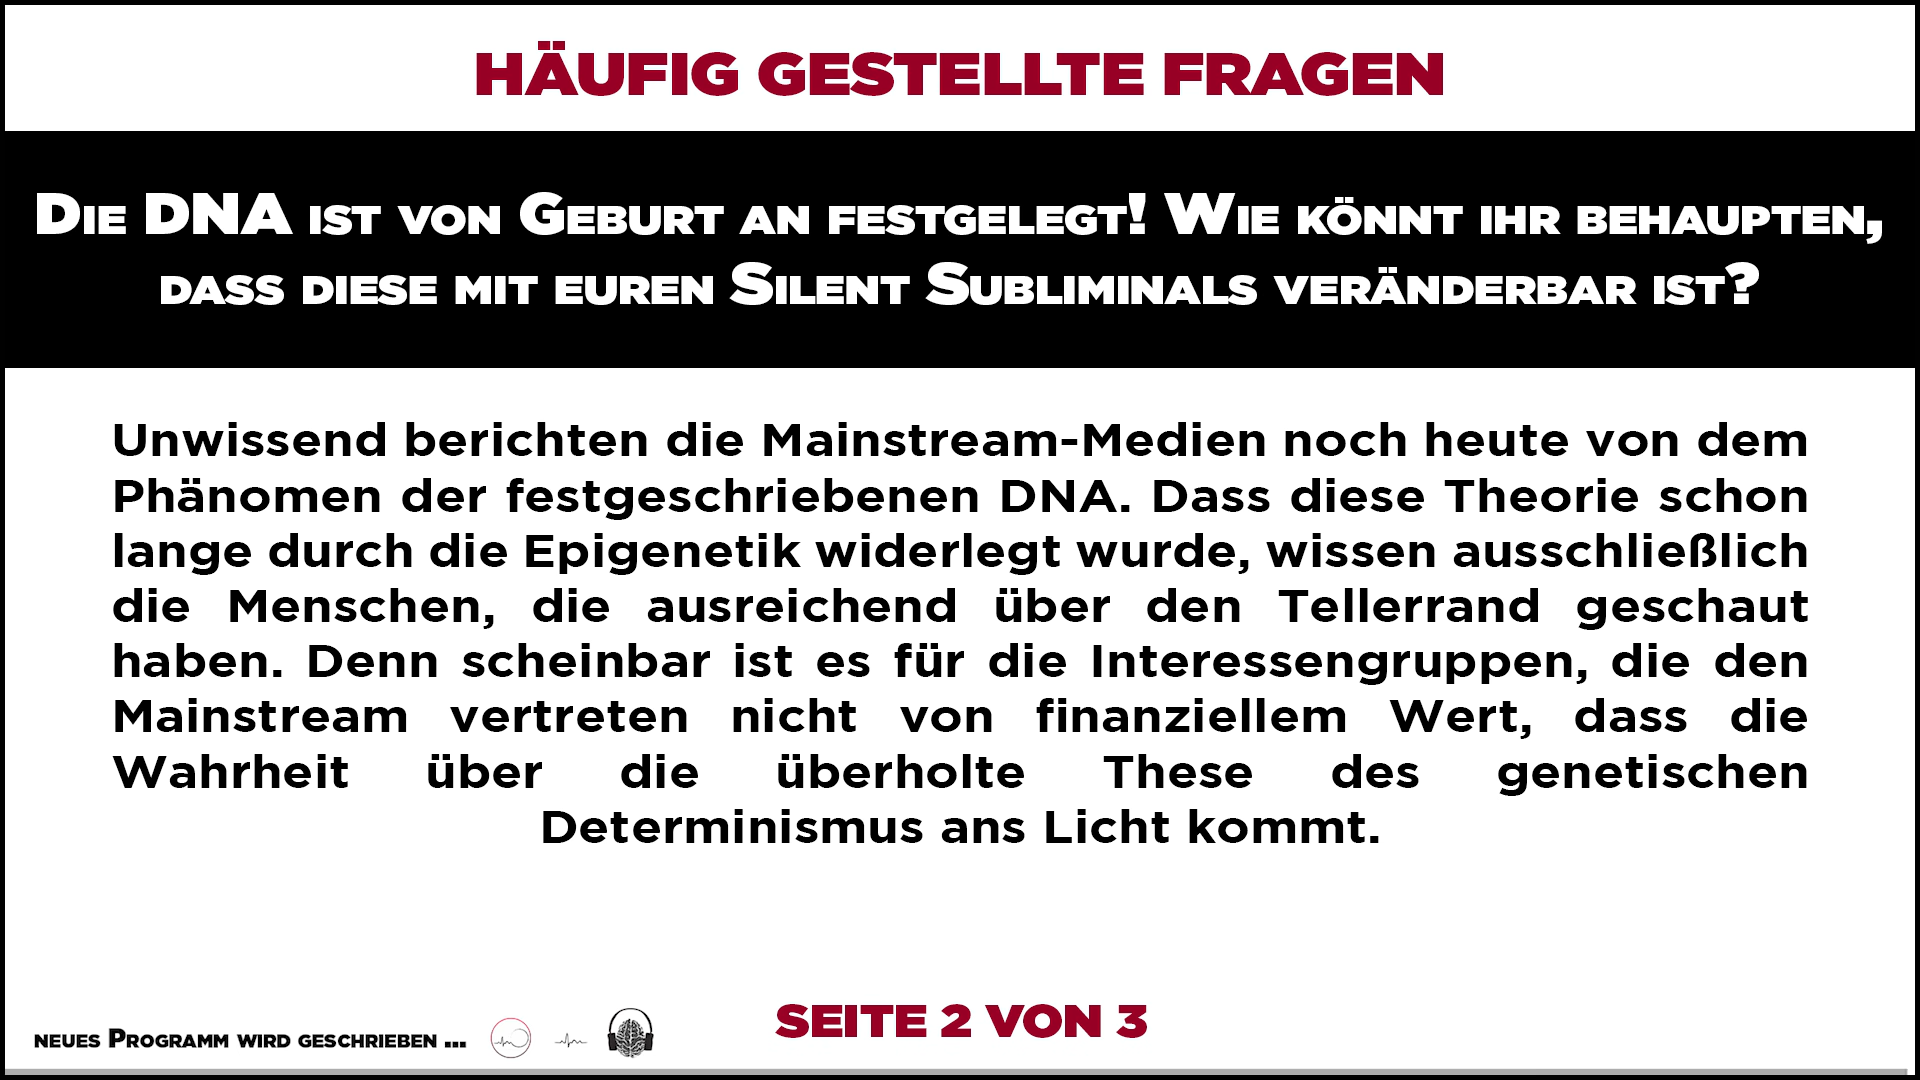 HÄUFIG GESTELLTE FRAGEN
Die DNA ist von Geburt an festgelegt! Wie könnt ihr behaupten,
dass diese mit euren Silent Subliminals veränderbar ist?
Unwissend berichten die Mainstream-Medien noch heute von dem
Phänomen der festgeschriebenen DNA. Dass diese Theorie schon
lange durch die Epigenetik widerlegt wurde, wissen ausschließlich
die Menschen, die ausreichend über den Tellerrand geschaut
haben. Denn scheinbar ist es für die Interessengruppen, die den
Mainstream vertreten nicht von finanziellem Wert, dass die
Wahrheit über die überholte These des genetischen
Determinismus ans Licht kommt.
SEITE 2 VON 3
neues Programm wird geschrieben ...